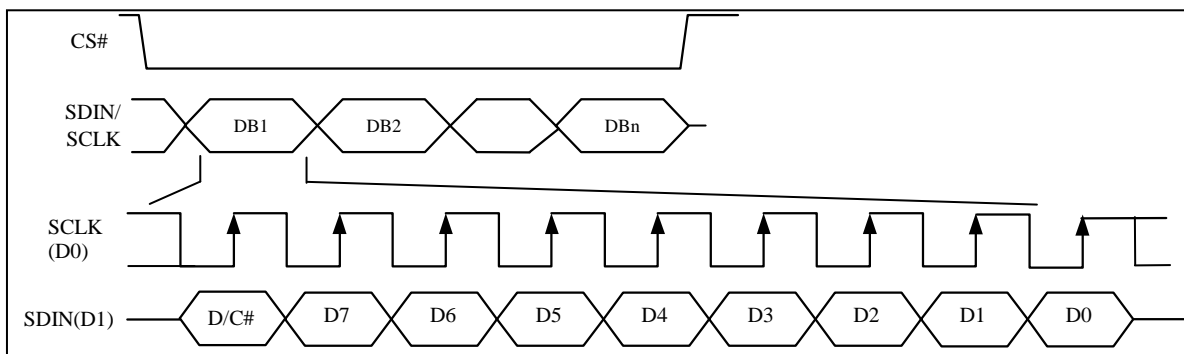 CS#
SDIN/
SCLK
DB1 DB2 DBn
SCLK
(D0)
SDIN(D1) D/C# D7 D6 D5 D4 D3 D2 D1 D0